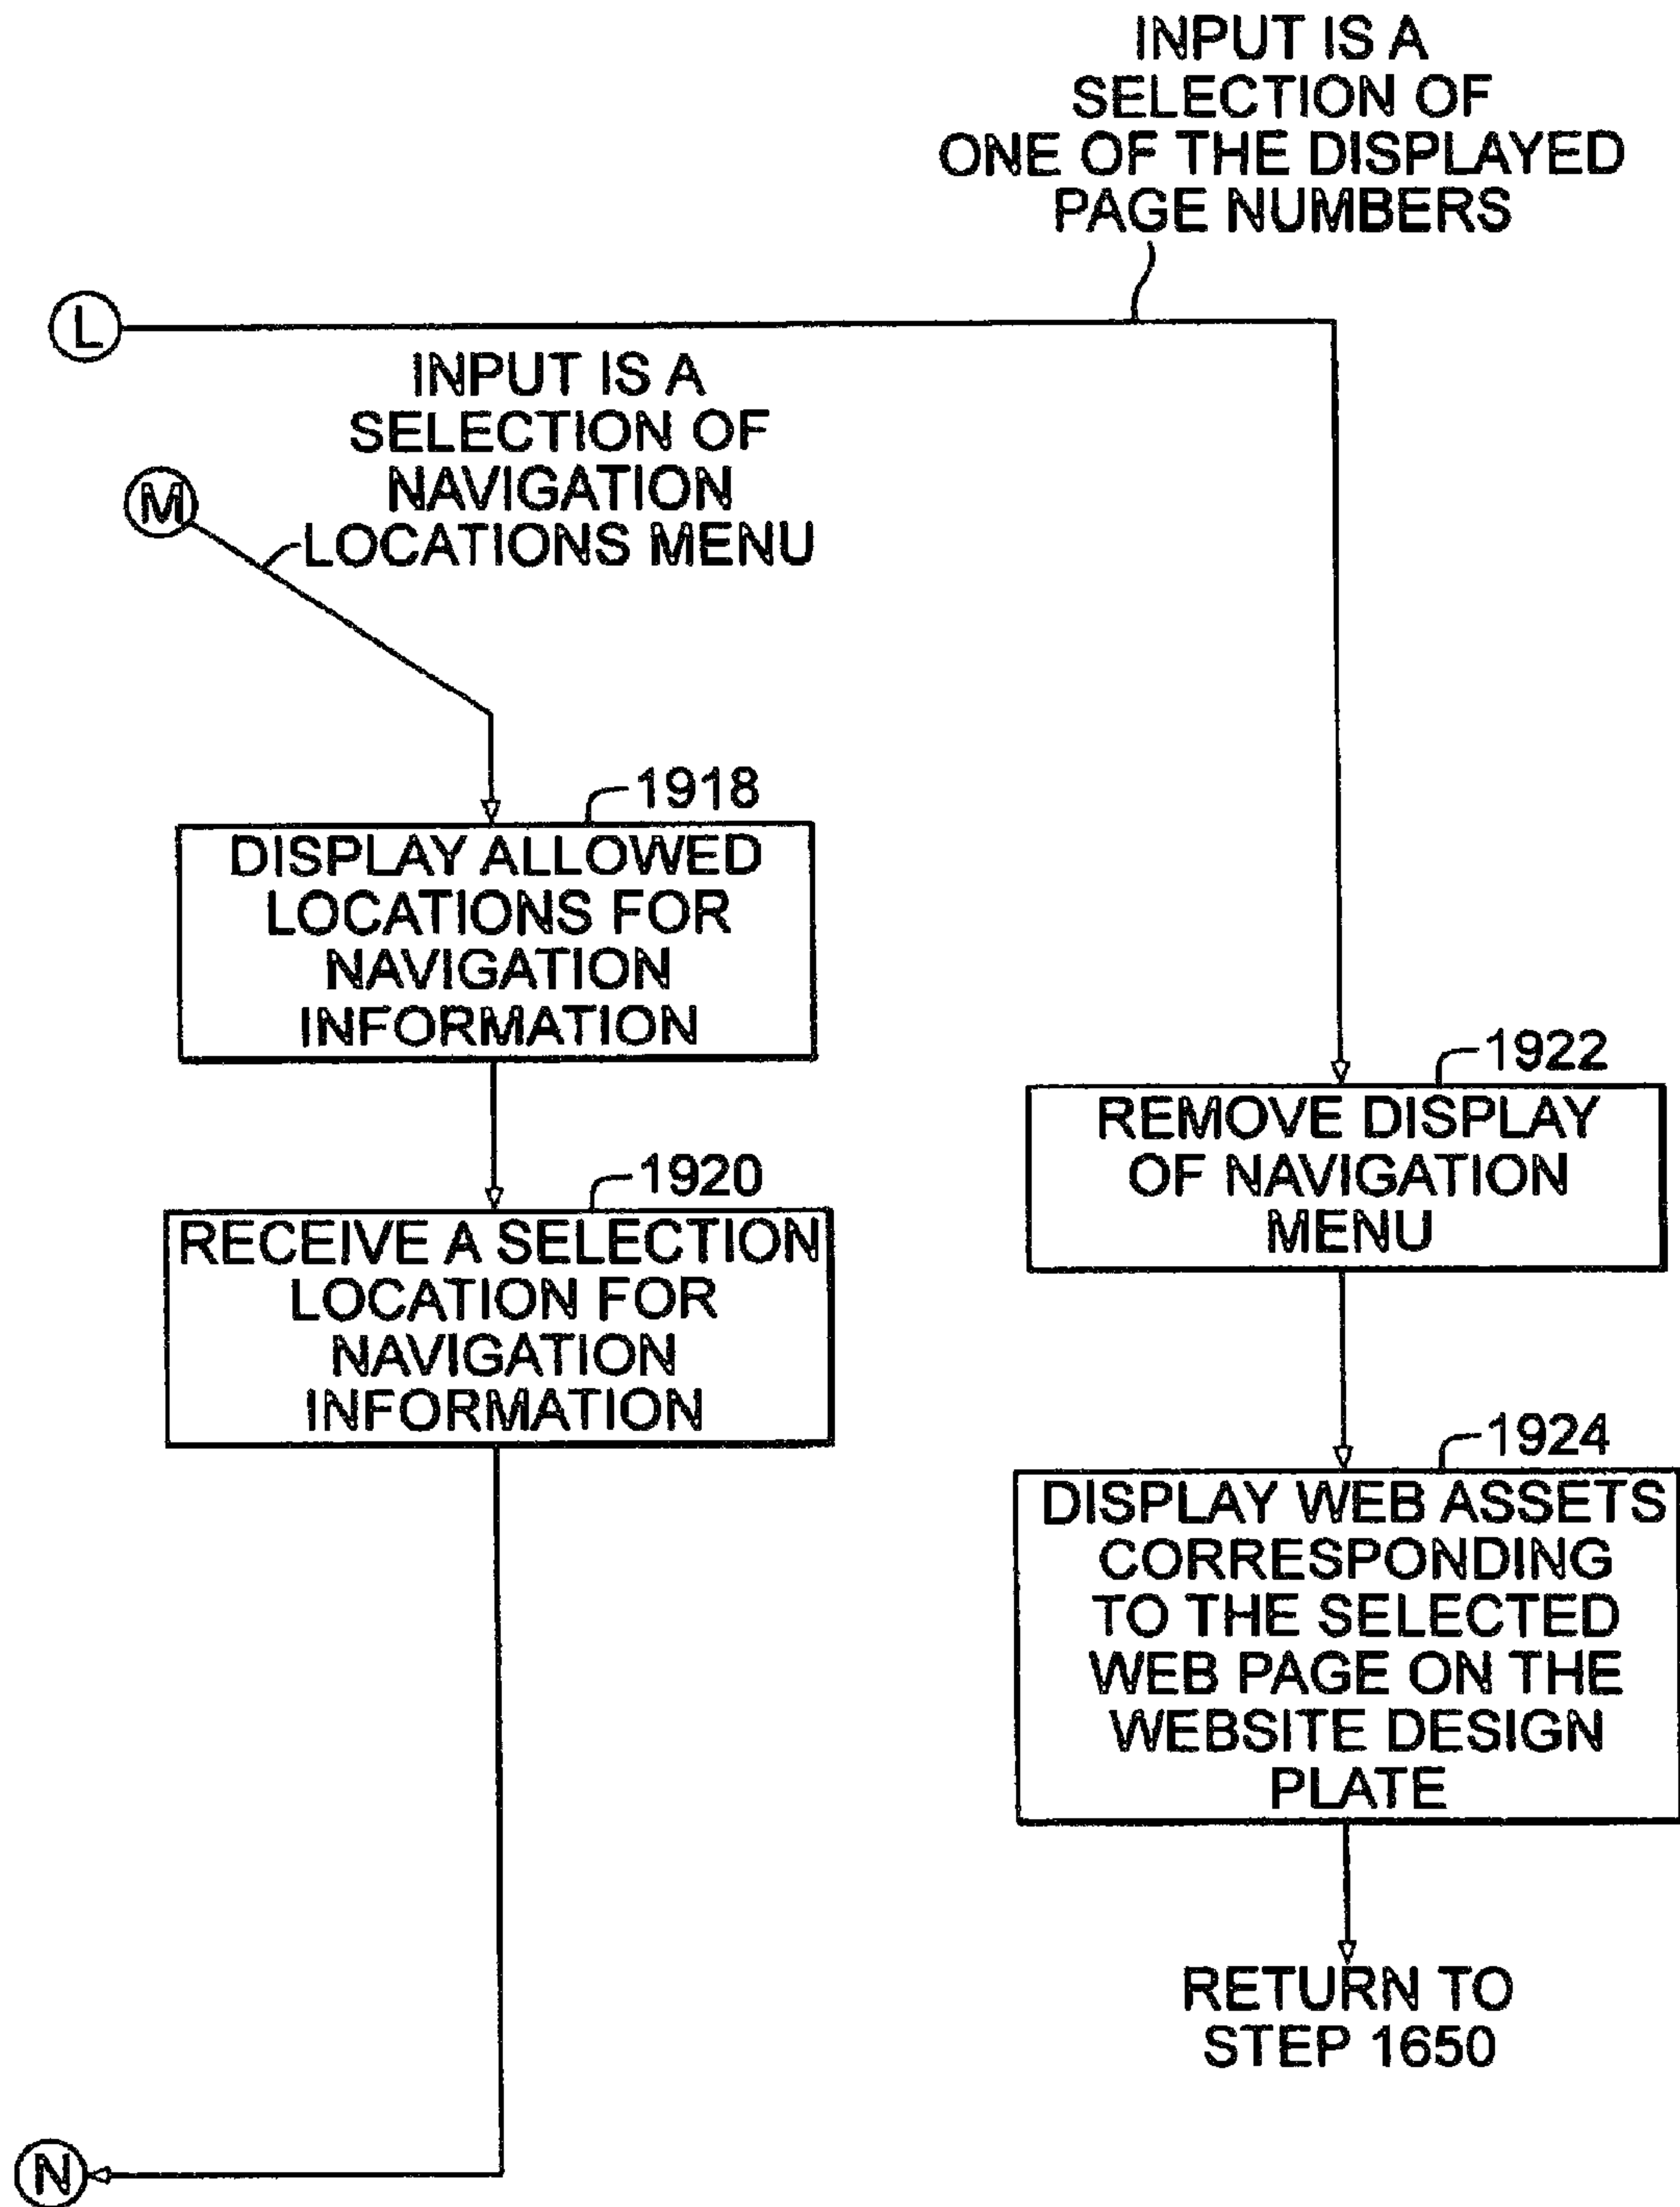 INPUT IS A
SELECTION OF
ONE OF THE DISPLAYED
PAGE NUMBERS
L
INPUT IS A
SELECTION OF
NAVIGATION
LOCATIONS MENU
M
1918
DISPLAY ALLOWED
LOCATIONS FOR
NAVIGATION
INFORMATION
1920
RECEIVE A SELECTION
LOCATION FOR
NAVIGATION
INFORMATION
1922
REMOVE DISPLAY
OF NAVIGATION
MENU
1924
DISPLAY WEB ASSETS
CORRESPONDING
TO THE SELECTED
WEB PAGE ON THE
WEBSITE DESIGN
PLATE
RETURN TO
STEP 1650
N